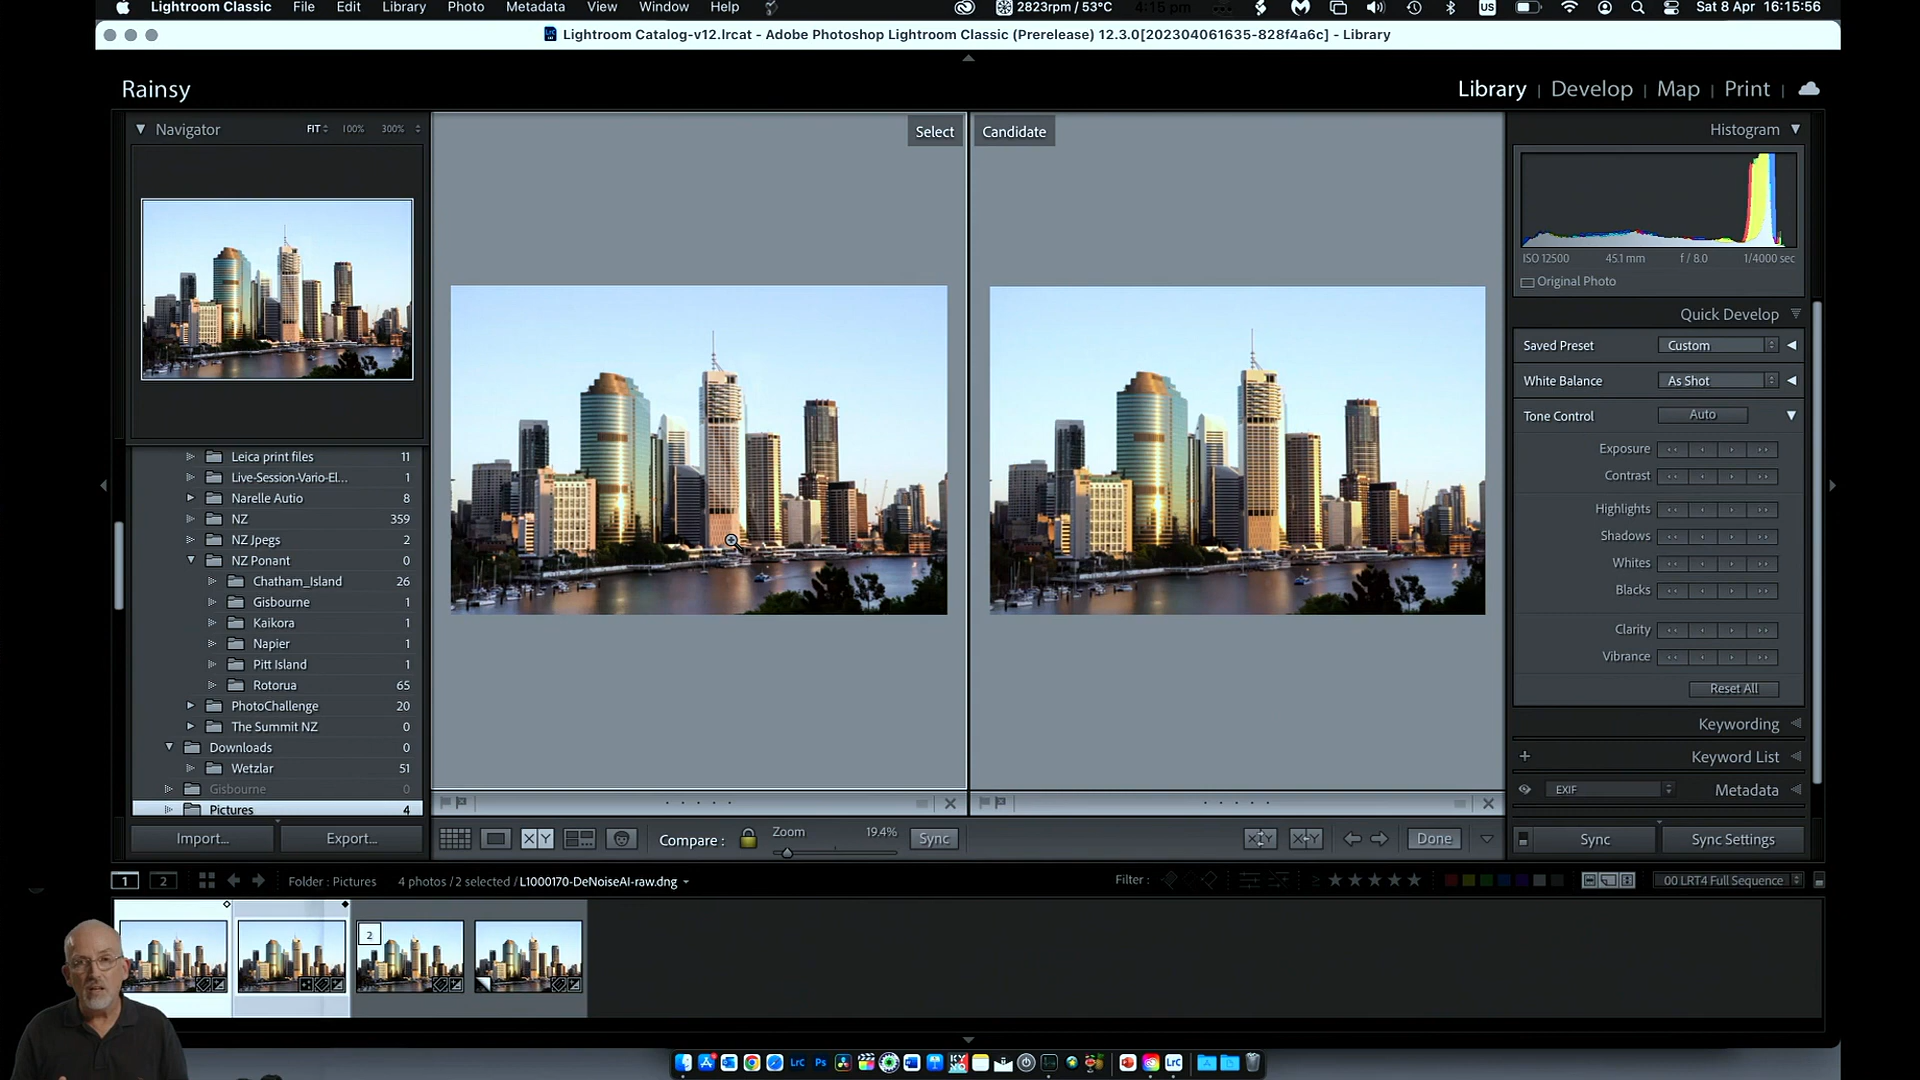 Lightroom Classic File Edit Library Photo Metadata View Window Help 2823rpm / 53°C 4:15 pm US Sat 8 Apr 16:15:56
Lightroom Catalog-v12.lrcat - Adobe Photoshop Lightroom Classic (Prerelease) 12.3.0[202304061635-828f4a6c] - Library
Rainsy
Library | Develop | Map | Print |
Navigator FIT 100% 300%
Select
Candidate
Histogram
ISO 12500 45.1 mm f / 8.0 1/4000 sec
Original Photo
Quick Develop
Saved Preset Custom
White Balance As Shot
Tone Control Auto
Exposure
Contrast
Highlights
Shadows
Whites
Blacks
Clarity
Vibrance
Reset All
Keywording
Keyword List
EXIF Metadata
Leica print files 11
Live-Session-Vario-El... 1
Narelle Autio 8
NZ 359
NZ Jpegs 2
NZ Ponant 0
Chatham_Island 26
Gisbourne 1
Kaikora 1
Napier 1
Pitt Island 1
Rotorua 65
PhotoChallenge 20
The Summit NZ 0
Downloads 0
Wetzlar 51
Gisbourne 0
Pictures 4
Import... Export... X Y Compare : Zoom 19.4% Sync Done Sync Sync Settings
1 2 Folder : Pictures 4 photos / 2 selected / L1000170-DeNoiseAI-raw.dng Filter : 00 LRT4 Full Sequence
2
LrC Ps KYNO LrC